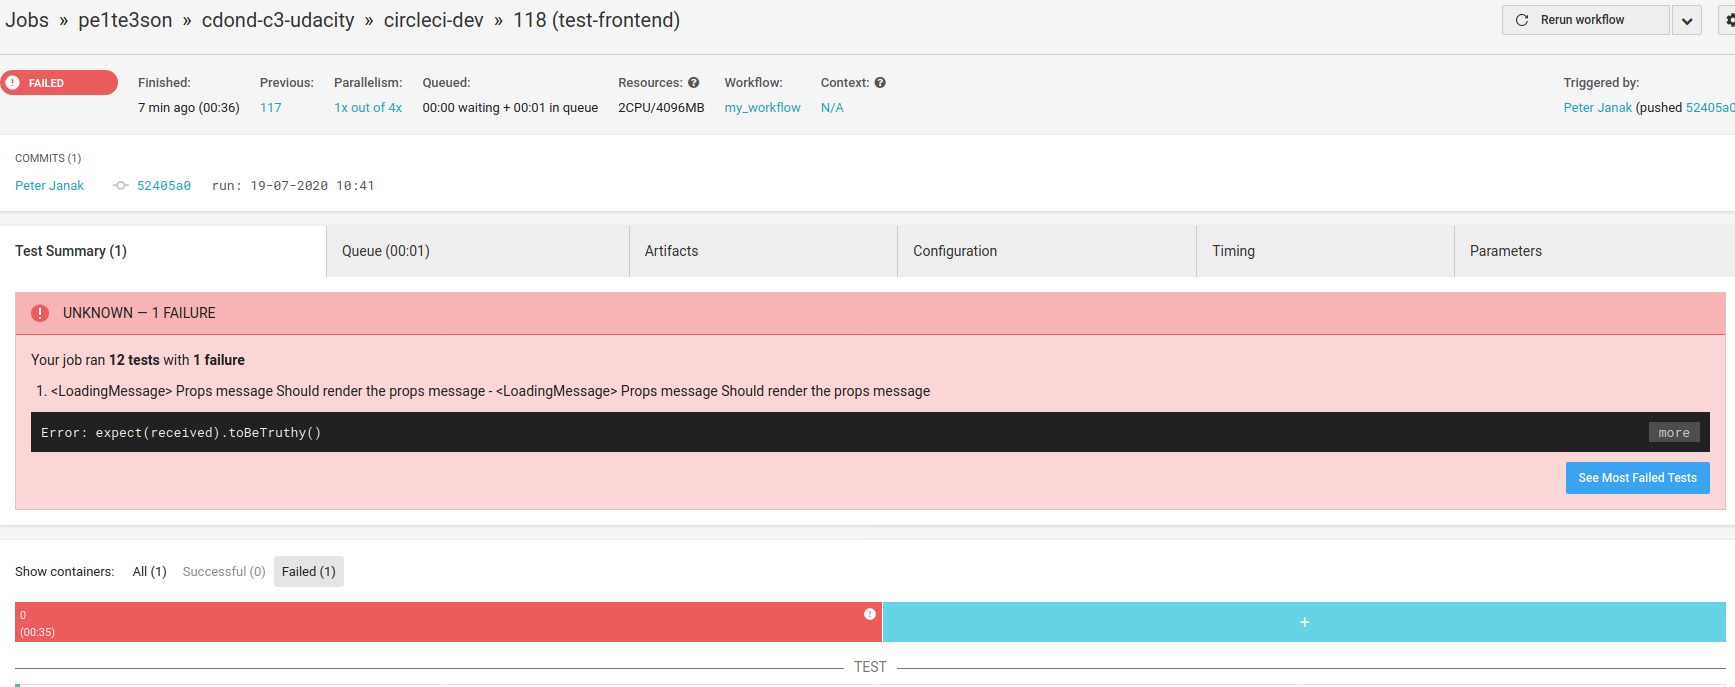 Jobs » pe1te3son » cdond-c3-udacity » circleci-dev » 118 (test-frontend)
Rerun workflow
FAILED
Finished:
7 min ago (00:36)
Previous:
117
Parallelism:
1x out of 4x
Queued:
00:00 waiting + 00:01 in queue
Resources:
2CPU/4096MB
Workflow:
my_workflow
Context:
N/A
Triggered by:
Peter Janak (pushed 52405a0
COMMITS (1)
Peter Janak 52405a0 run: 19-07-2020 10:41
Test Summary (1)
Queue (00:01)
Artifacts
Configuration
Timing
Parameters
UNKNOWN — 1 FAILURE
Your job ran 12 tests with 1 failure
1. <LoadingMessage> Props message Should render the props message - <LoadingMessage> Props message Should render the props message
Error: expect(received).toBeTruthy()
more
See Most Failed Tests
Show containers: All (1) Successful (0) Failed (1)
0
(00:35)
+
TEST